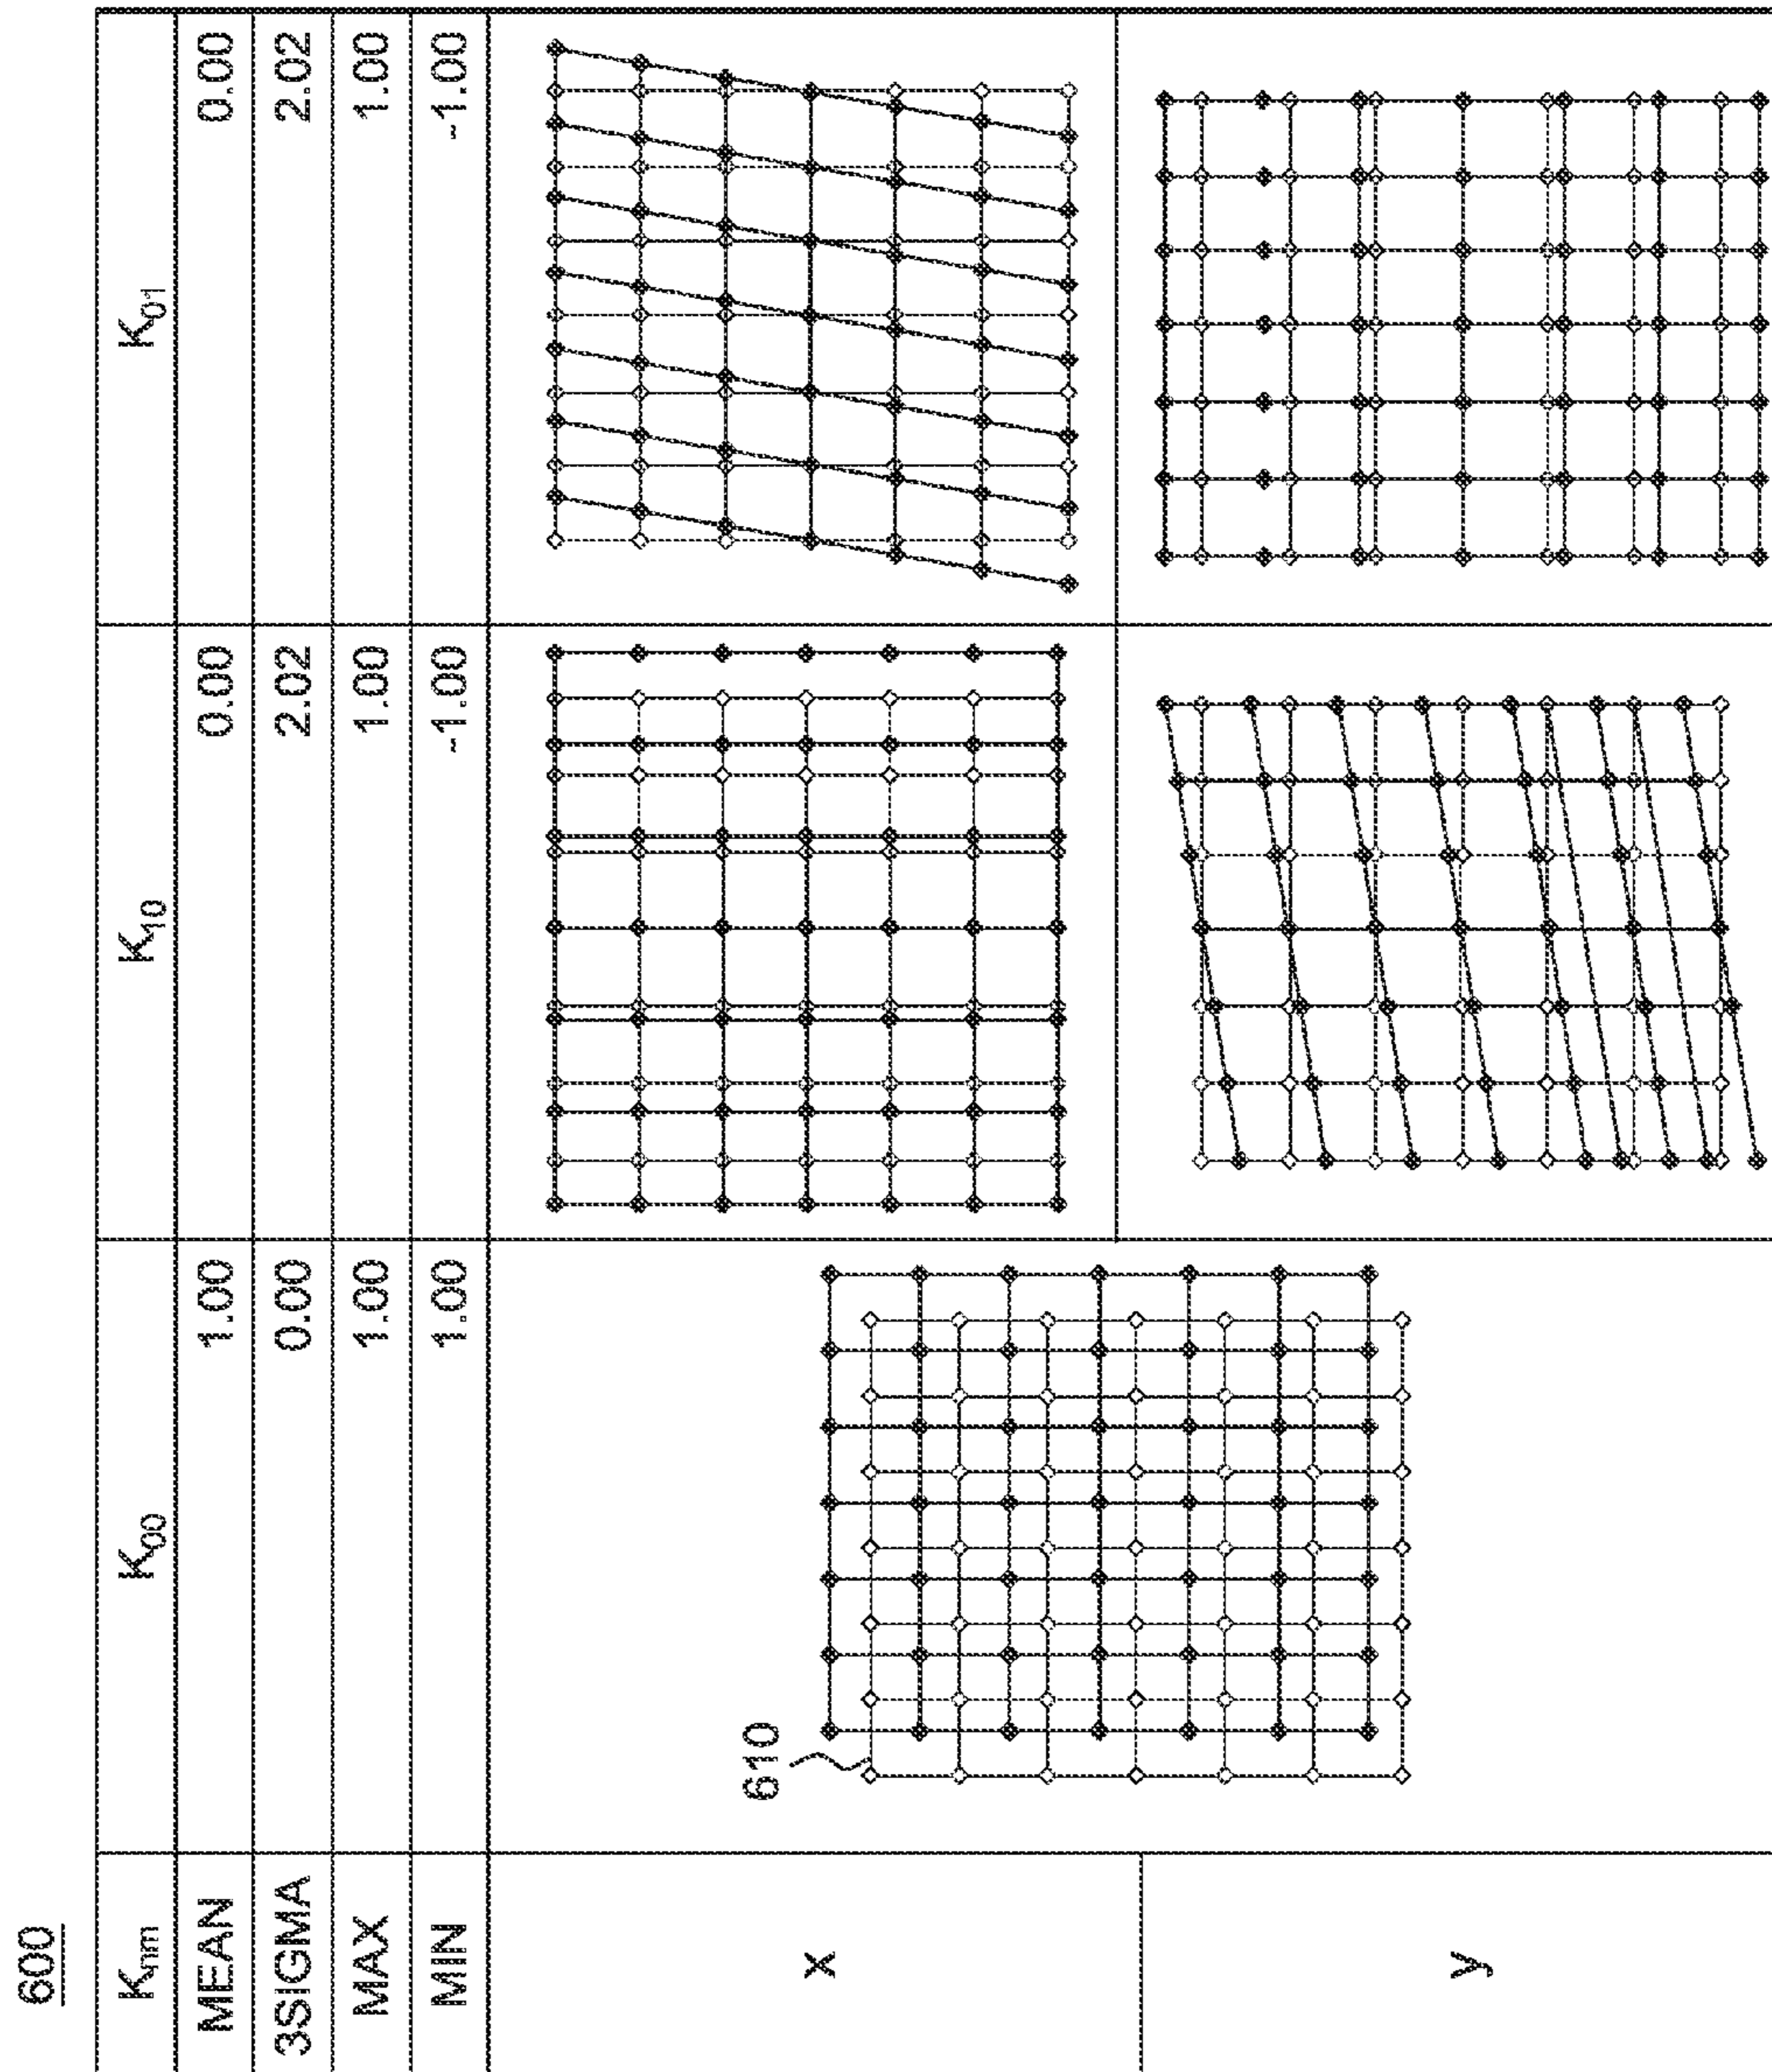 600
K_nm K_00 K_10 K_01
MEAN 1.00 0.00 0.00
3SIGMA 0.00 2.02 2.02
MAX 1.00 1.00 1.00
MIN 1.00 -1.00 -1.00
610
x
y